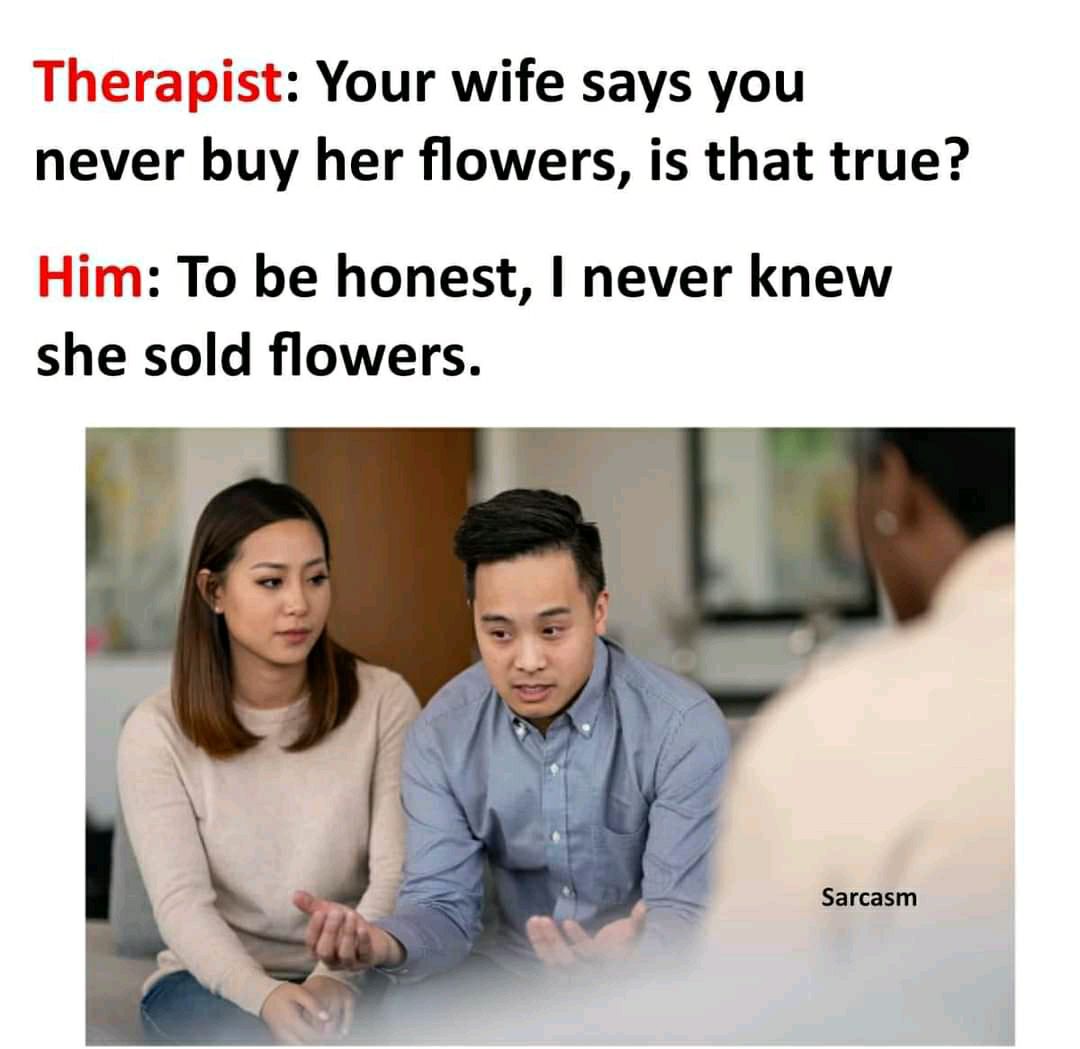 Therapist: Your wife says you
never buy her flowers, is that true?
Him: To be honest, I never knew
she sold flowers.
Sarcasm